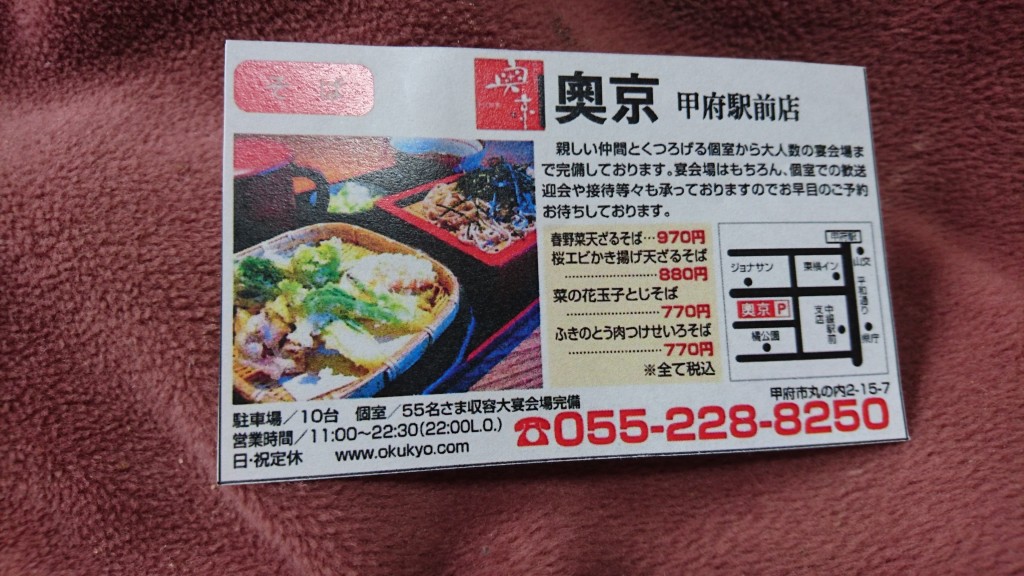 そば
奥京
奥京 甲府駅前店
親しい仲間とくつろげる個室から大人数の宴会場ま
で完備しております。宴会場はもちろん、個室での歓送
迎会や接待等々も承っておりますのでお早目のご予約
お待ちしております。
春野菜天ざるそば…970円
桜エビかき揚げ天ざるそば
……………………880円
菜の花玉子とじそば
……………………770円
ふきのとう肉つけせいろそば
……………………770円
※全て税込
甲府駅
山交
ジョナサン
東横イン
平和通り
奥京 P
中銀駅前
支店
橘公園
県庁
甲府市丸の内2-15-7
駐車場/10台 個室/55名さま収容大宴会場完備
営業時間/11:00~22:30(22:00L.O.)
日・祝定休 www.okukyo.com
☎055-228-8250